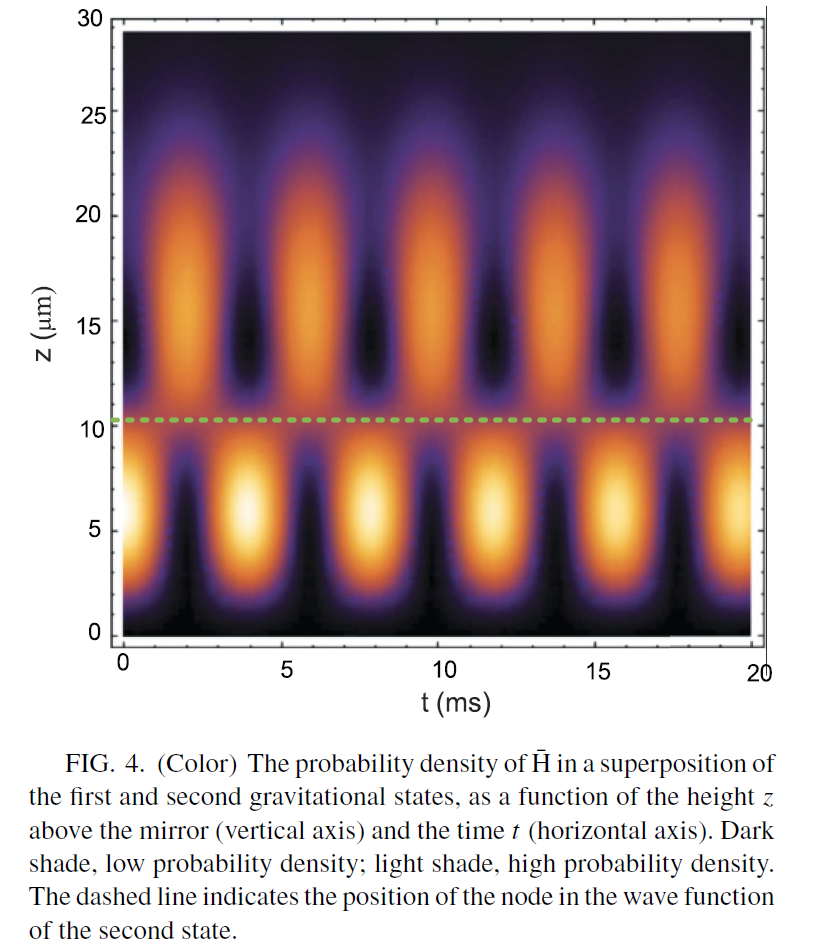 30
25
20
15
10
5
0
z (μm)
0 5 10 15 20
t (ms)
FIG. 4. (Color) The probability density of H̄ in a superposition of
the first and second gravitational states, as a function of the height z
above the mirror (vertical axis) and the time t (horizontal axis). Dark
shade, low probability density; light shade, high probability density.
The dashed line indicates the position of the node in the wave function
of the second state.